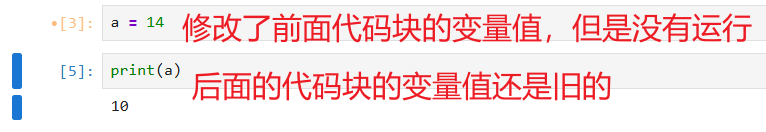 •[3]: a = 14 修改了前面代码块的变量值，但是没有运行
[5]: print(a)
后面的代码块的变量值还是旧的
10